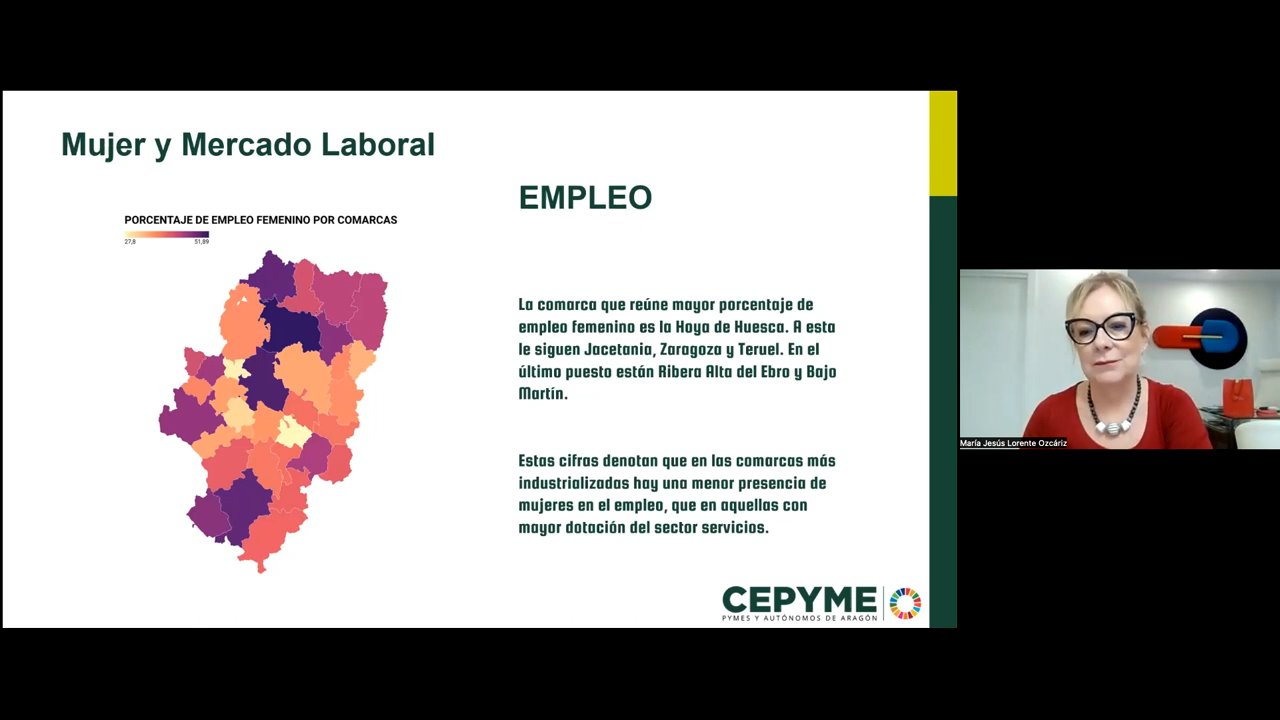 Mujer y Mercado Laboral
PORCENTAJE DE EMPLEO FEMENINO POR COMARCAS
27,8 51,89
EMPLEO
La comarca que reúne mayor porcentaje de
empleo femenino es la Hoya de Huesca. A esta
le siguen Jacetania, Zaragoza y Teruel. En el
último puesto están Ribera Alta del Ebro y Bajo
Martín.
Estas cifras denotan que en las comarcas más
industrializadas hay una menor presencia de
mujeres en el empleo, que en aquellas con
mayor dotación del sector servicios.
CEPYME
PYMES Y AUTÓNOMOS DE ARAGÓN
María Jesús Lorente Ozcáriz